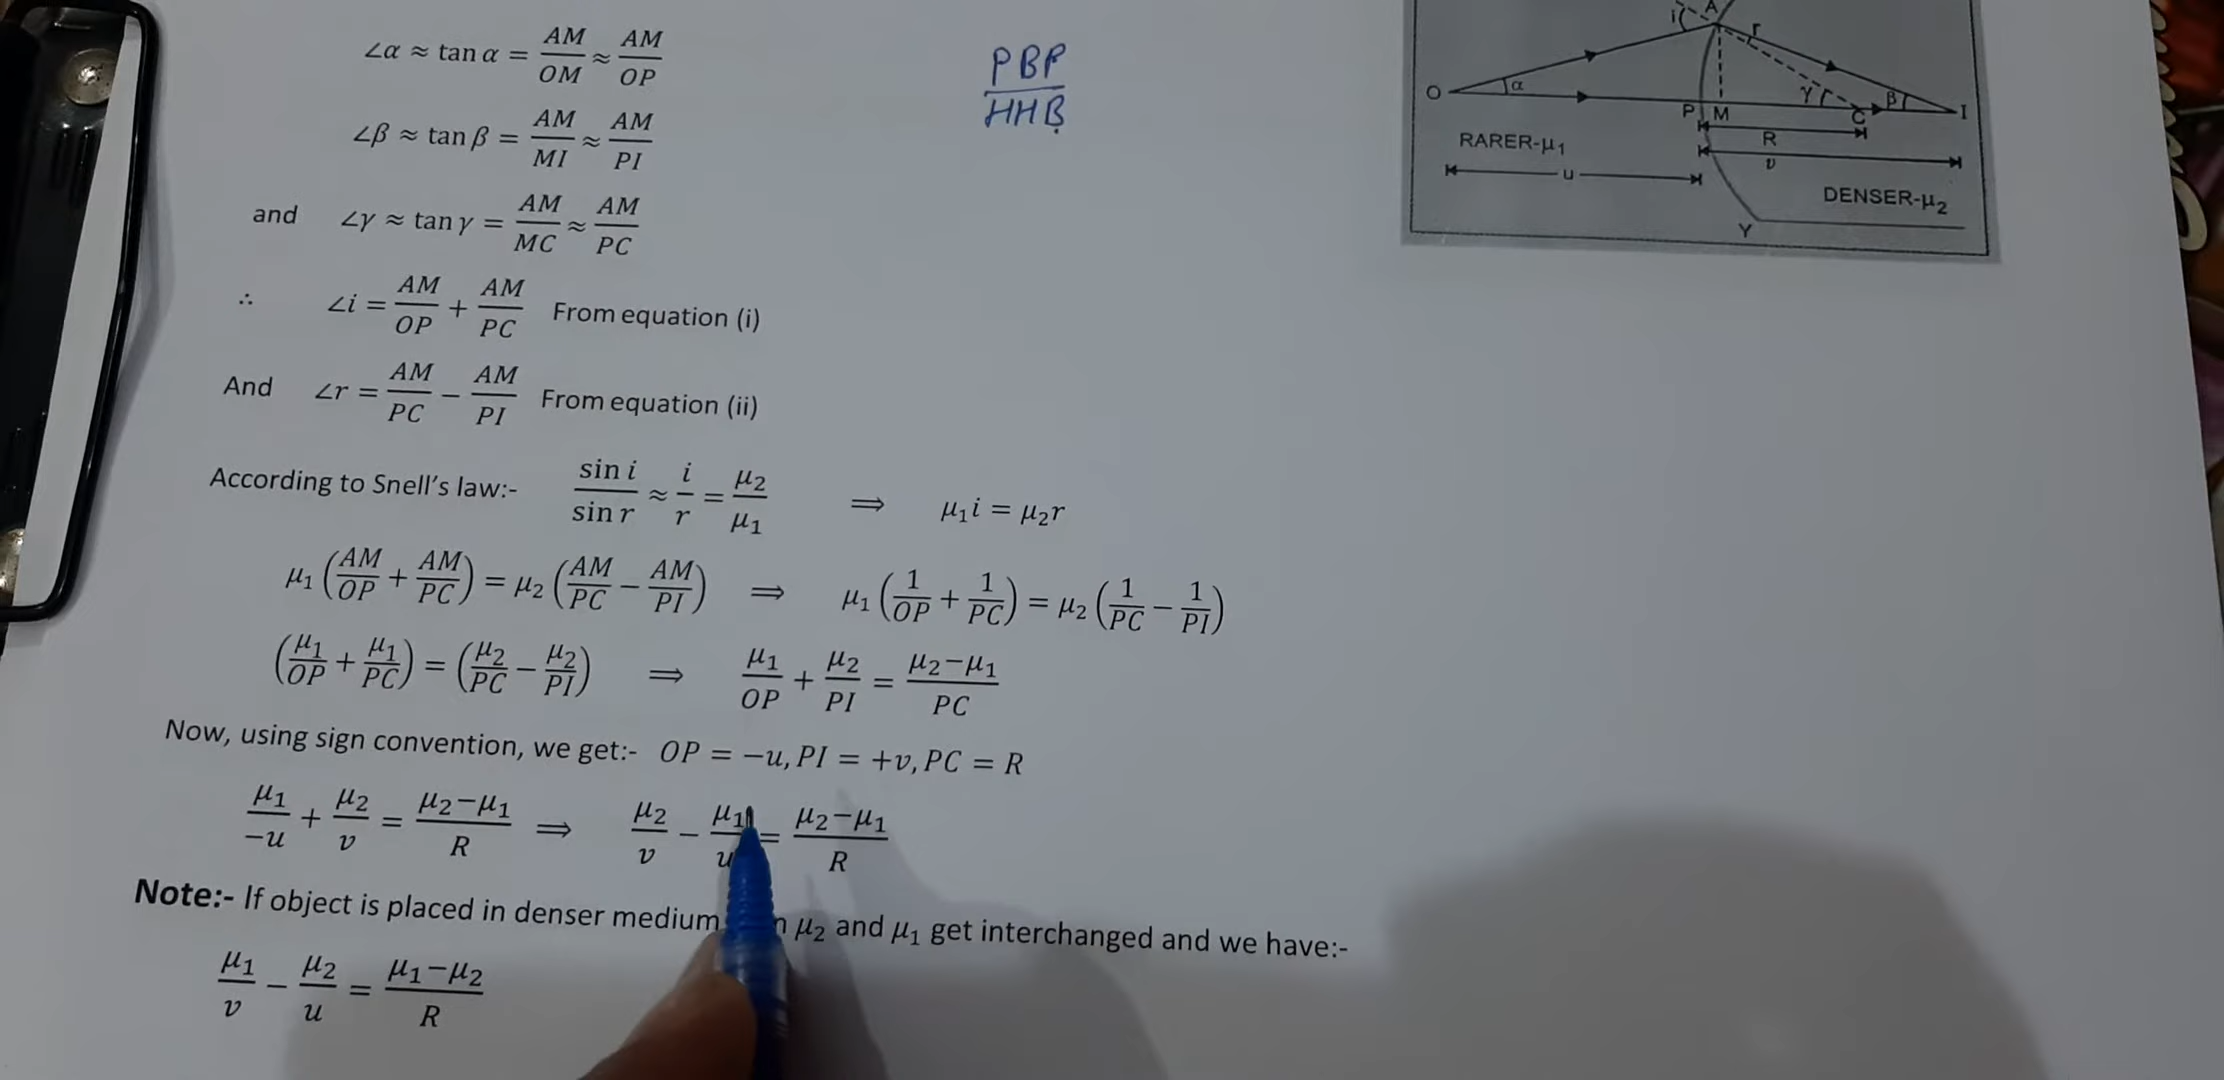 ∠α ≈ tan α = AM/OM ≈ AM/OP
∠β ≈ tan β = AM/MI ≈ AM/PI
and ∠γ ≈ tan γ = AM/MC ≈ AM/PC
∴ ∠i = AM/OP + AM/PC From equation (i)
And ∠r = AM/PC − AM/PI From equation (ii)
According to Snell's law:- sin i/sin r ≈ i/r = μ₂/μ₁ ⟹ μ₁i = μ₂r
μ₁(AM/OP + AM/PC) = μ₂(AM/PC − AM/PI) ⟹ μ₁(1/OP + 1/PC) = μ₂(1/PC − 1/PI)
(μ₁/OP + μ₁/PC) = (μ₂/PC − μ₂/PI) ⟹ μ₁/OP + μ₂/PI = μ₂−μ₁/PC
Now, using sign convention, we get:- OP = −u, PI = +v, PC = R
μ₁/−u + μ₂/v = μ₂−μ₁/R ⟹ μ₂/v − μ₁/u = μ₂−μ₁/R
Note:- If object is placed in denser medium μ₂ and μ₁ get interchanged and we have:-
μ₁/v − μ₂/u = μ₁−μ₂/R
PBP
HHB
i A r
O α γ β I
P M C
R
RARER-μ₁
v
u
DENSER-μ₂
Y